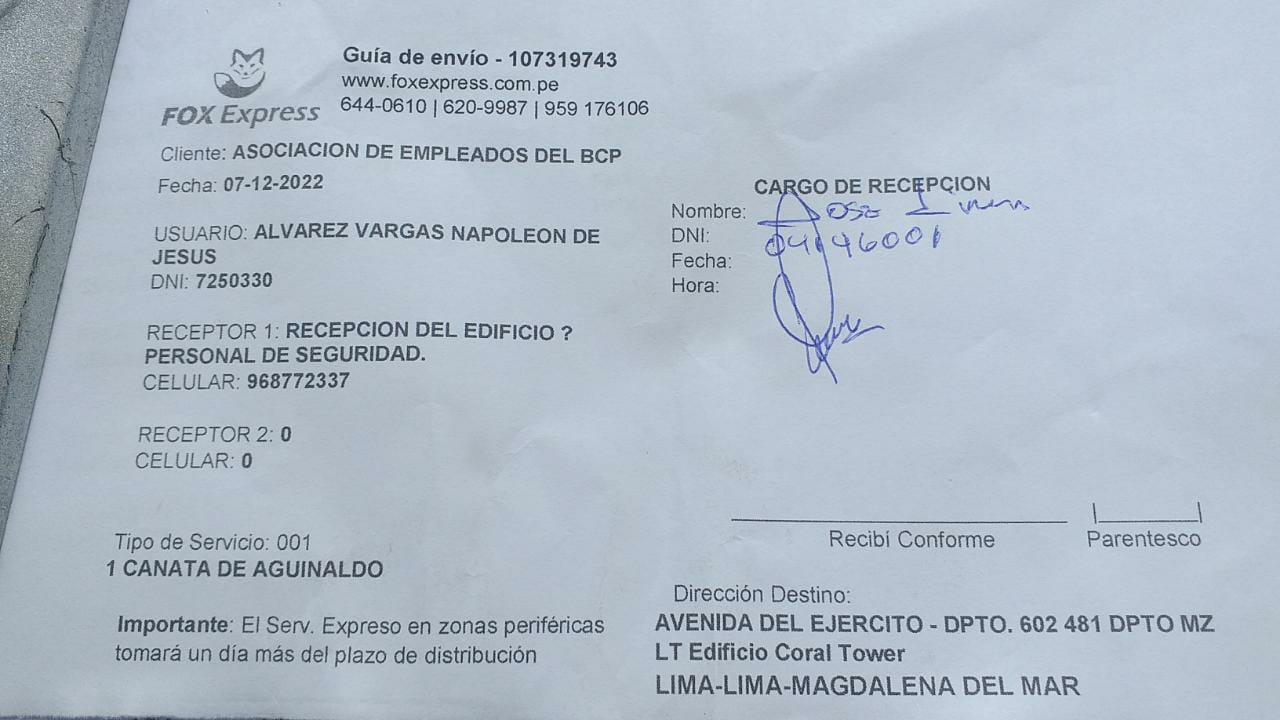 FOX Express
Guía de envío - 107319743
www.foxexpress.com.pe
644-0610 | 620-9987 | 959 176106
Cliente: ASOCIACION DE EMPLEADOS DEL BCP
Fecha: 07-12-2022
USUARIO: ALVAREZ VARGAS NAPOLEON DE
JESUS
DNI: 7250330
RECEPTOR 1: RECEPCION DEL EDIFICIO ?
PERSONAL DE SEGURIDAD.
CELULAR: 968772337
RECEPTOR 2: 0
CELULAR: 0
Tipo de Servicio: 001
1 CANATA DE AGUINALDO
Importante: El Serv. Expreso en zonas periféricas
tomará un día más del plazo de distribución
CARGO DE RECEPCION
Nombre: Jose
DNI: 04146001
Fecha:
Hora:
Recibí Conforme
Parentesco
Dirección Destino:
AVENIDA DEL EJERCITO - DPTO. 602 481 DPTO MZ
LT Edificio Coral Tower
LIMA-LIMA-MAGDALENA DEL MAR